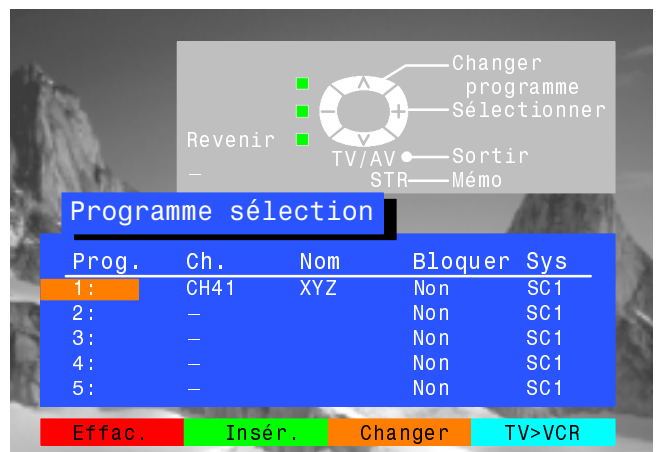 Changer
programme
Sélectionner
Revenir
TV/AV Sortir
STR Mémo
Programme sélection
Prog. Ch. Nom Bloquer Sys
1: CH41 XYZ Non SC1
2: – Non SC1
3: – Non SC1
4: – Non SC1
5: – Non SC1
Effac. Insér. Changer TV>VCR